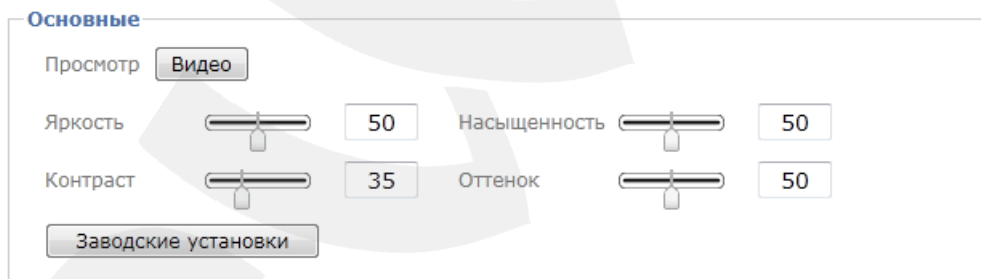 Основные
Просмотр Видео
Яркость 50 Насыщенность 50
Контраст 35 Оттенок 50
Заводские установки